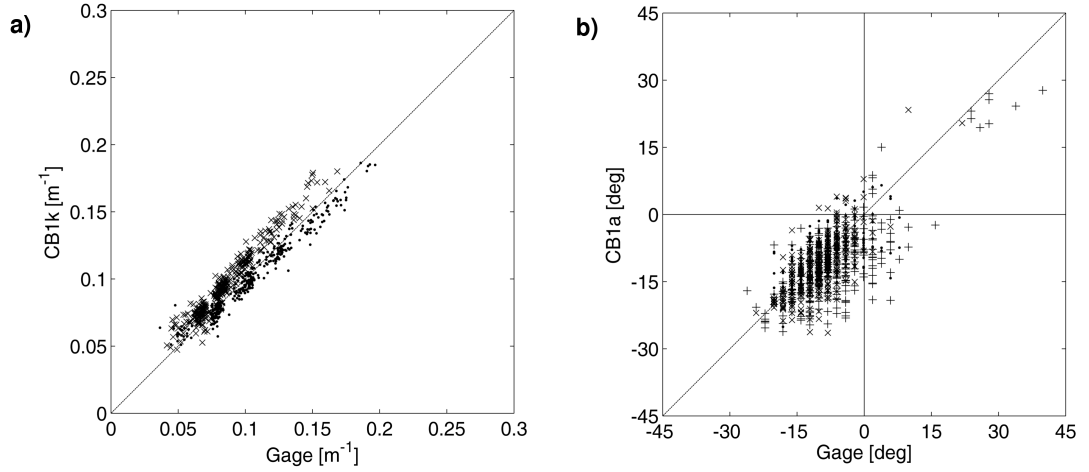 a)
CB1k [m-1]
0.3
0.25
0.2
0.15
0.1
0.05
0
0 0.05 0.1 0.15 0.2 0.25 0.3
Gage [m-1]
b)
CB1a [deg]
45
30
15
0
-15
-30
-45
-45 -30 -15 0 15 30 45
Gage [deg]